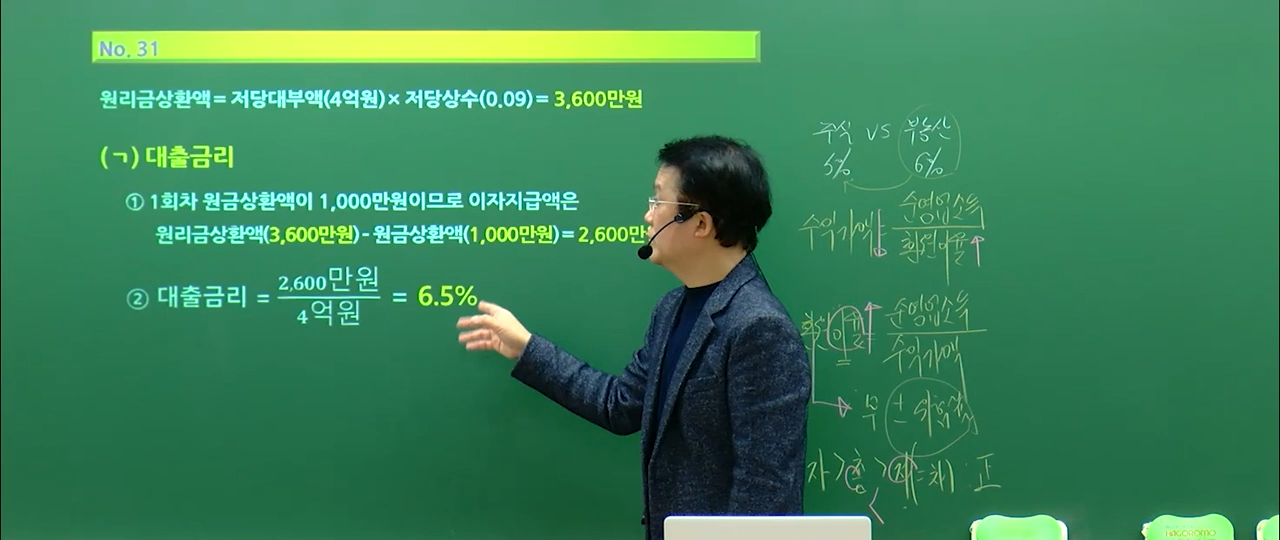 No. 31
원리금상환액= 저당대부액(4억원)× 저당상수(0.09)= 3,600만원
(ㄱ) 대출금리
① 1회차 원금상환액이 1,000만원이므로 이자지급액은
원리금상환액(3,600만원)-원금상환액(1,000만원)= 2,600만
② 대출금리 = 2,600만원 / 4억원 = 6.5%
주식 VS 부동산
5% 6%
수익가액 순영업소득
환원이율
순영업소득
수익가액
부 ±
HAGOROMO